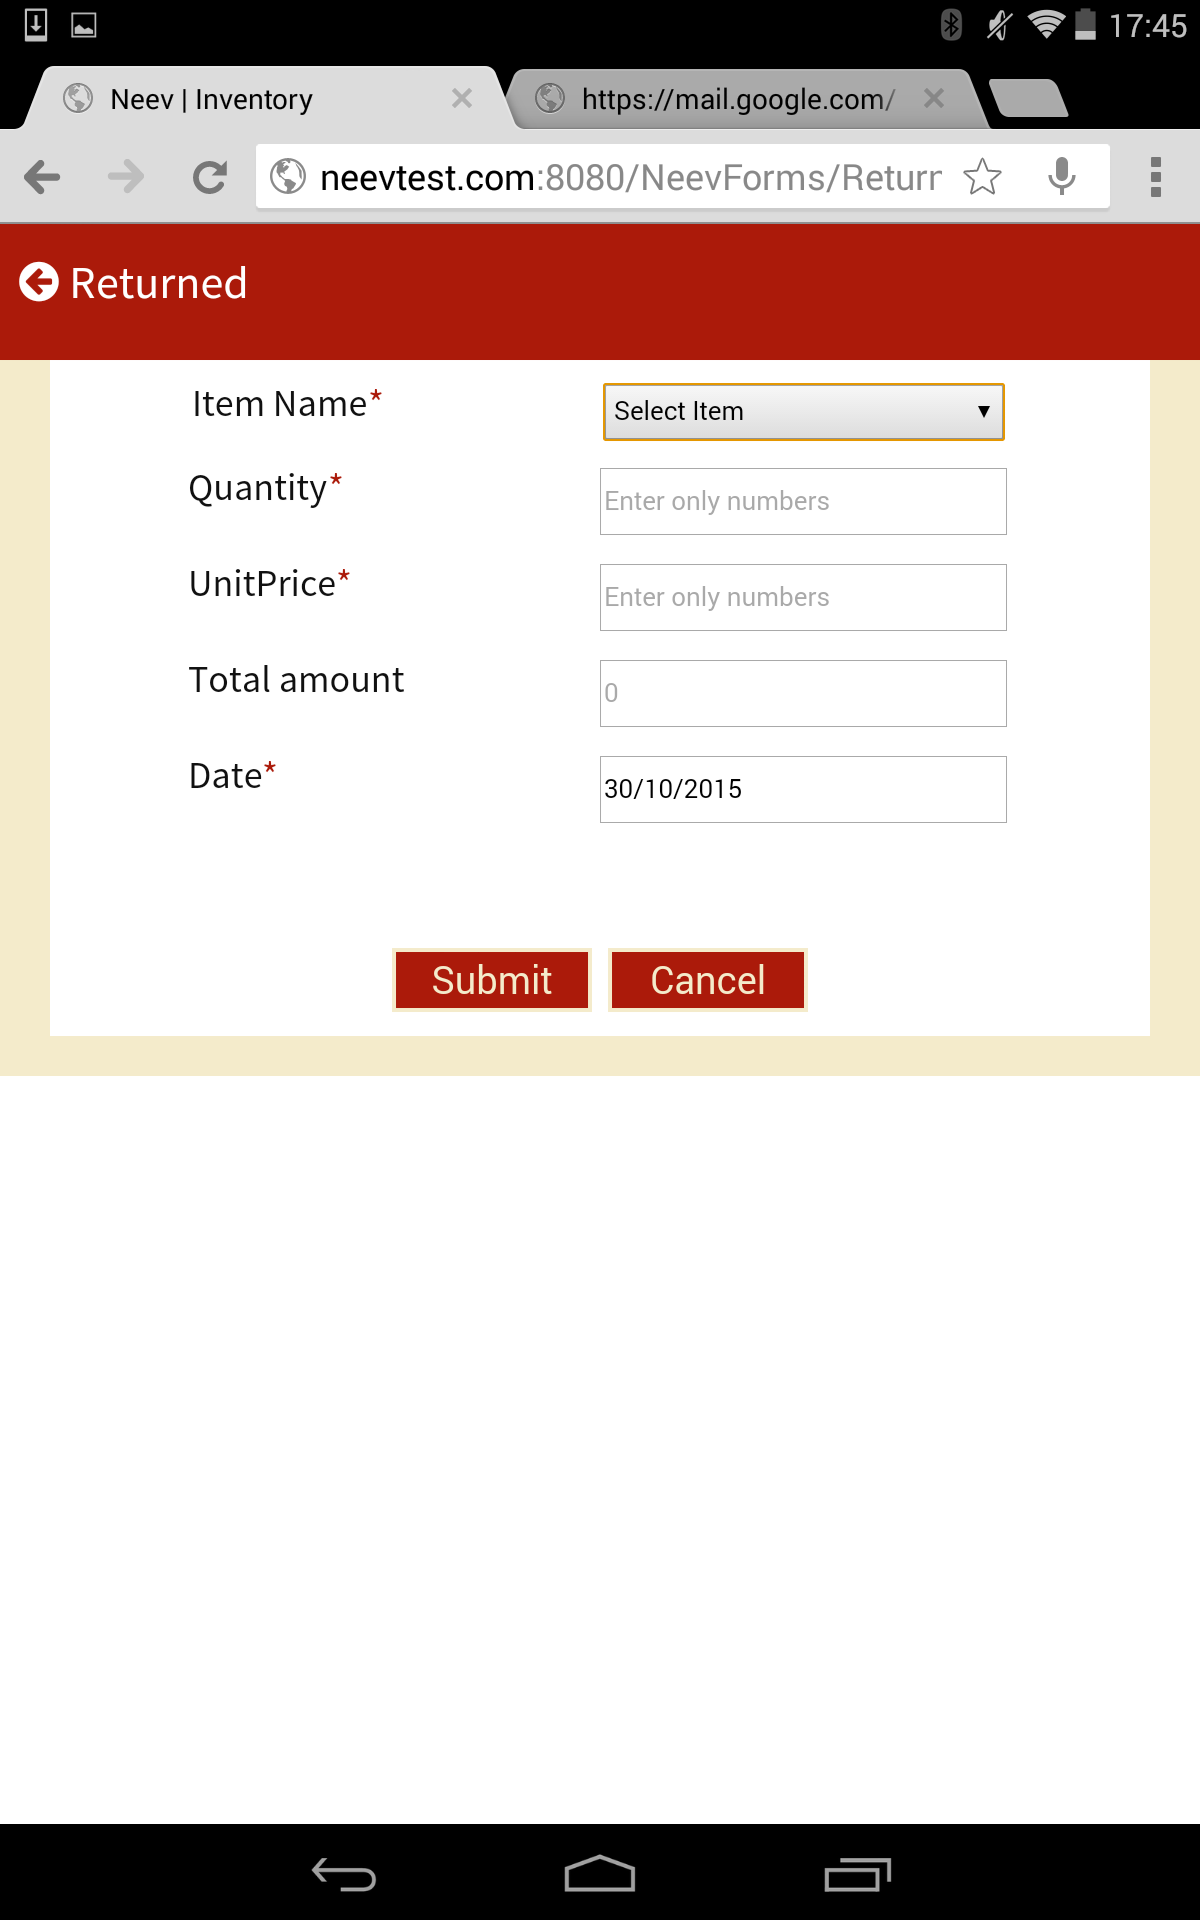 17:45
Neev | Inventory
https://mail.google.com/
neevtest.com:8080/NeevForms/Return
Returned
Item Name*
Select Item
Quantity*
Enter only numbers
UnitPrice*
Enter only numbers
Total amount
0
Date*
30/10/2015
Submit Cancel